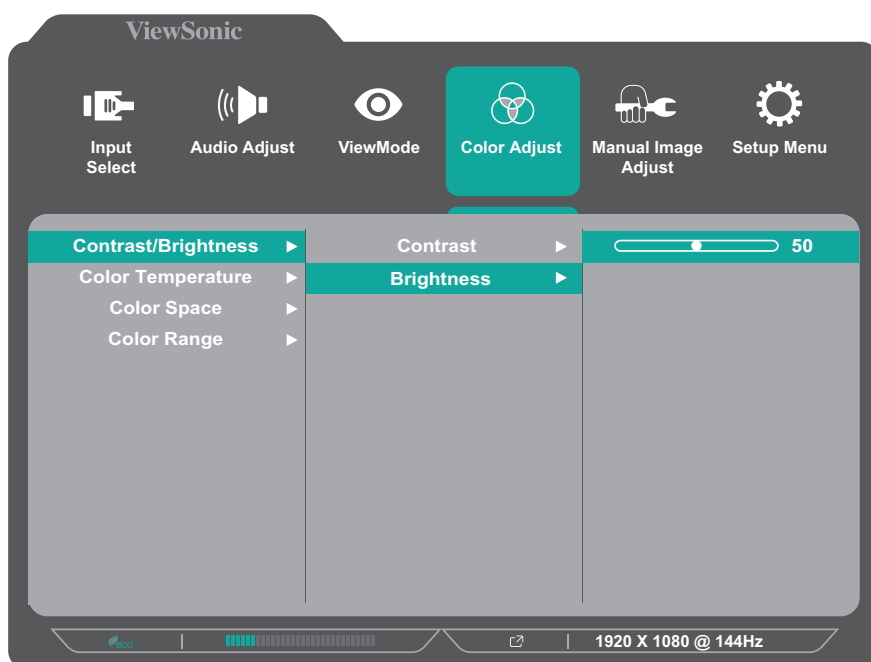 ViewSonic
Input
Select
Audio Adjust
ViewMode
Color Adjust
Manual Image
Adjust
Setup Menu
Contrast/Brightness
Contrast
50
Color Temperature
Brightness
Color Space
Color Range
eco
1920 X 1080 @ 144Hz